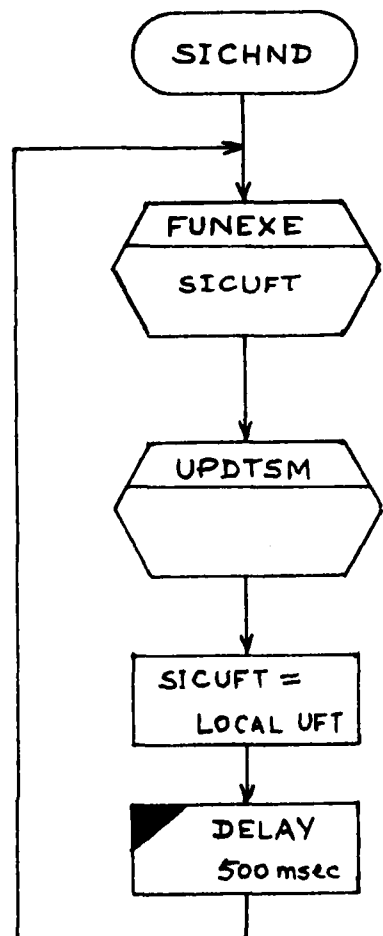 SICHND
FUNEXE
SICUFT
UPDTSM
SICUFT =
LOCAL UFT
DELAY
500 msec